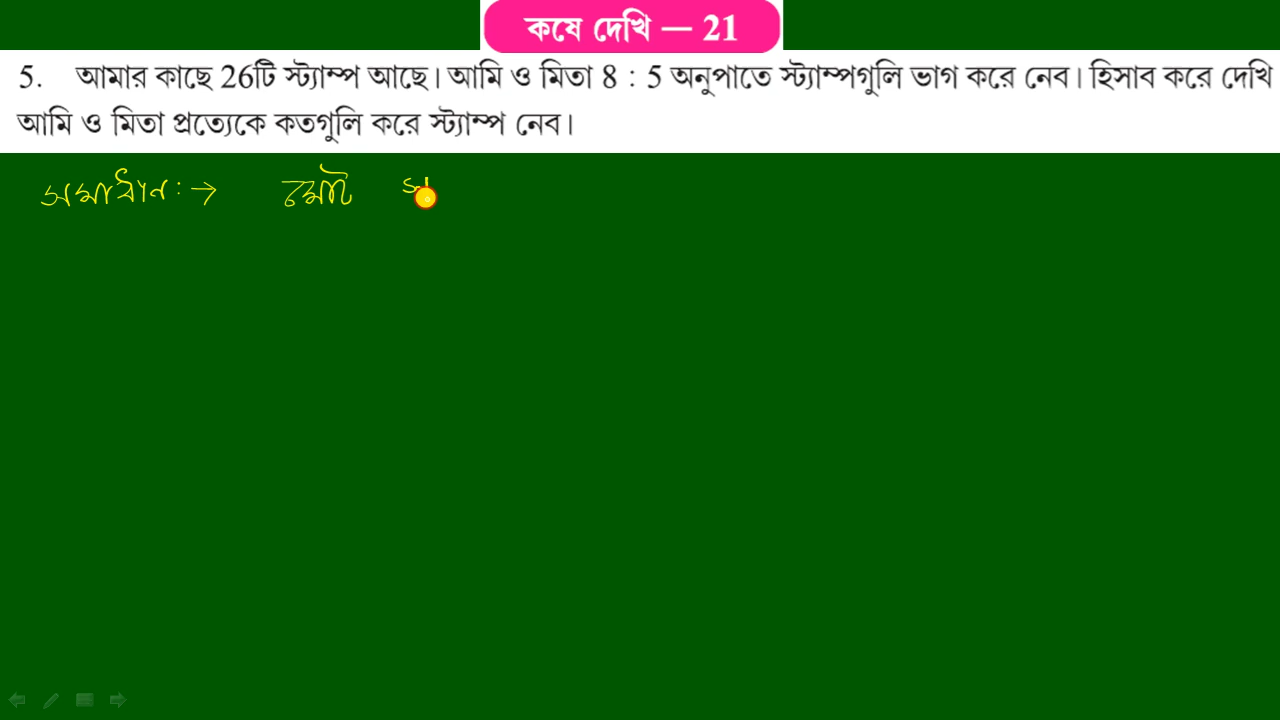 কষে দেখি — 21
5. আমার কাছে 26টি স্ট্যাম্প আছে। আমি ও মিতা 8 : 5 অনুপাতে স্ট্যাম্পগুলি ভাগ করে নেব। হিসাব করে দেখি
আমি ও মিতা প্রত্যেকে কতগুলি করে স্ট্যাম্প নেব।
সমাধান :→ মোট